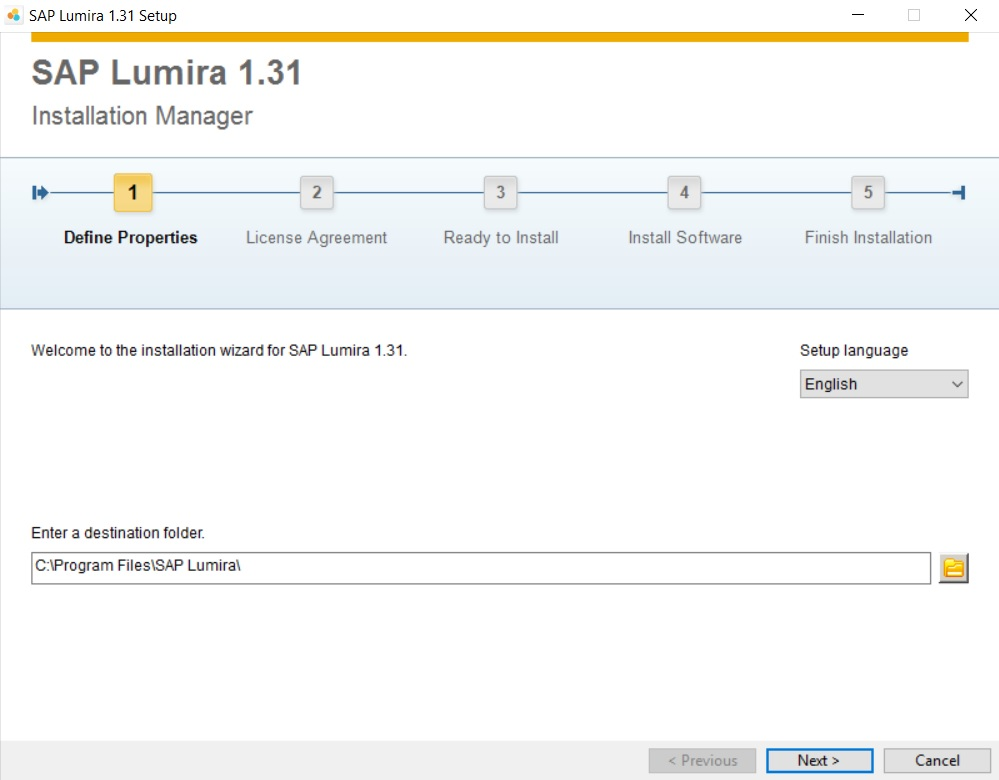 SAP Lumira 1.31 Setup
SAP Lumira 1.31
Installation Manager
1
2
3
4
5
Define Properties
License Agreement
Ready to Install
Install Software
Finish Installation
Welcome to the installation wizard for SAP Lumira 1.31.
Setup language
English
Enter a destination folder.
C:\Program Files\SAP Lumira\
< Previous
Next >
Cancel